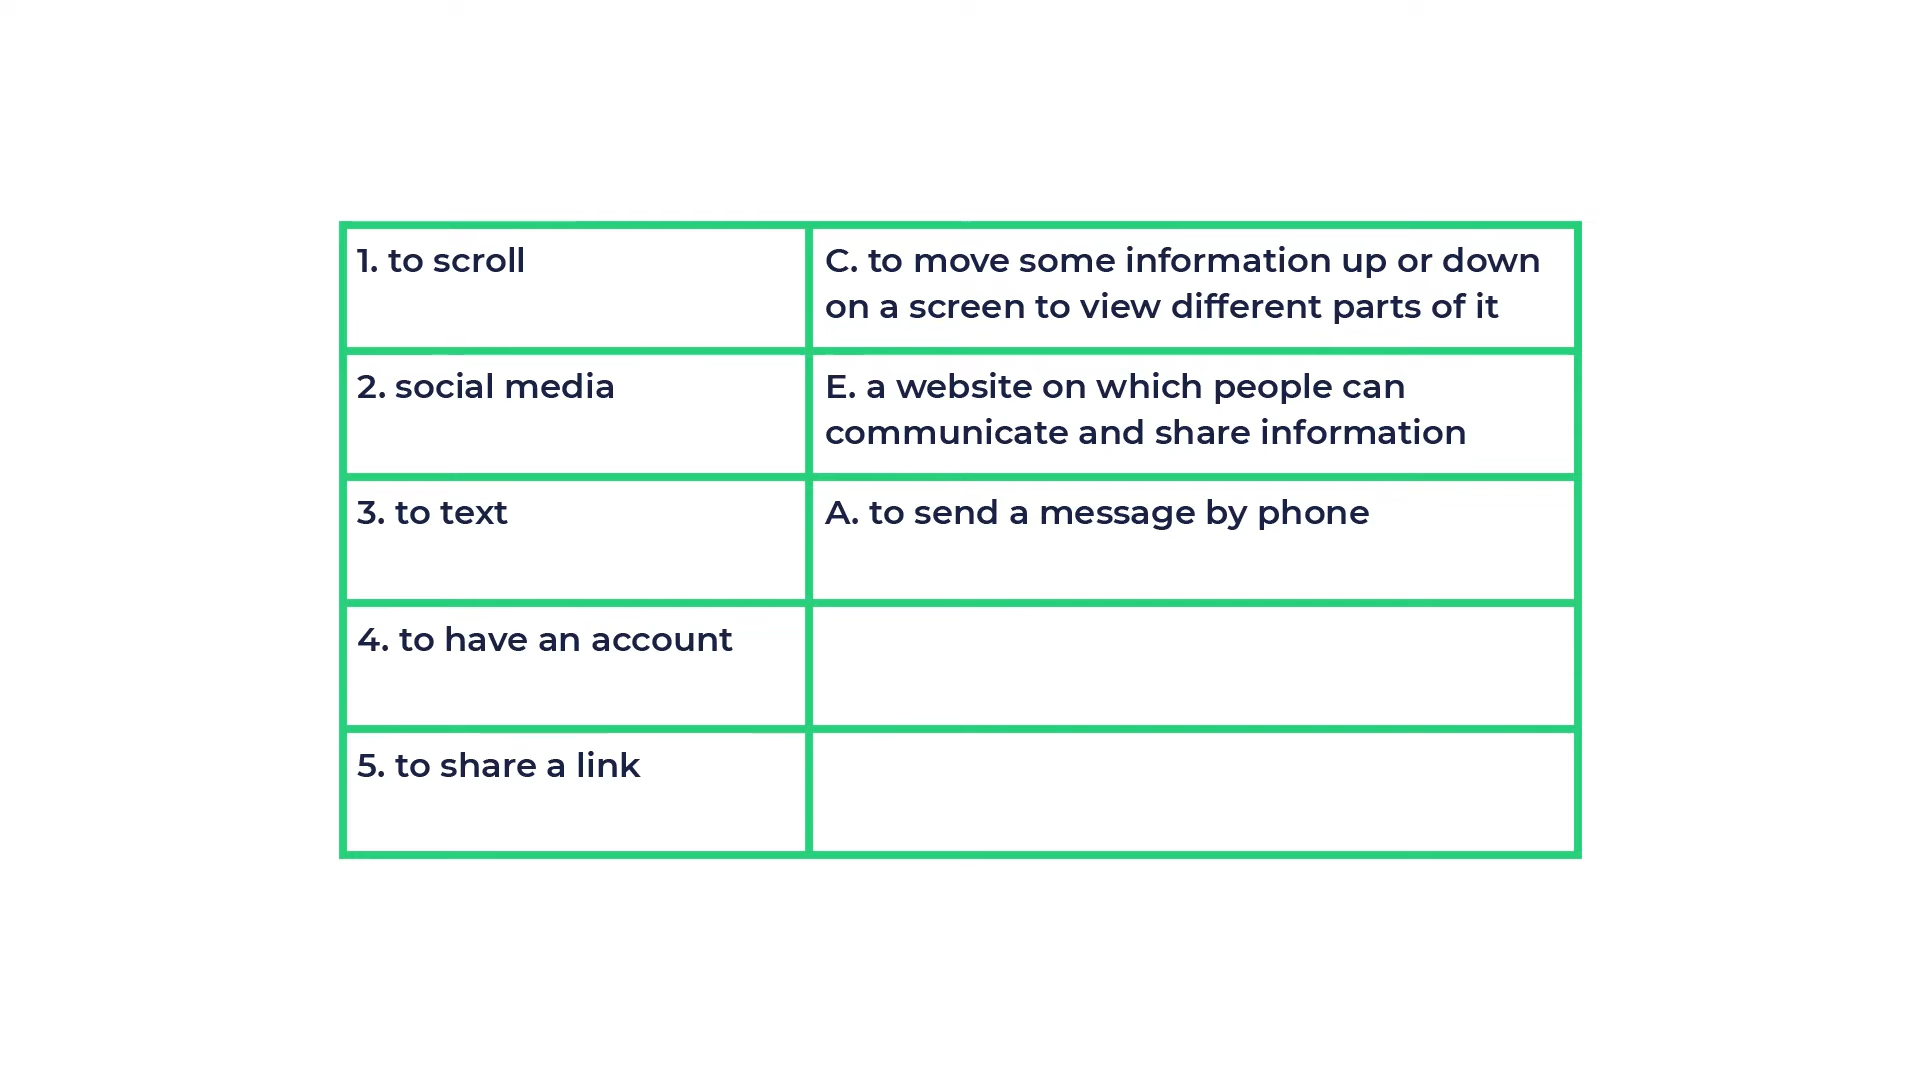 1. to scroll
C. to move some information up or down
on a screen to view different parts of it
2. social media
E. a website on which people can
communicate and share information
3. to text
A. to send a message by phone
4. to have an account
5. to share a link